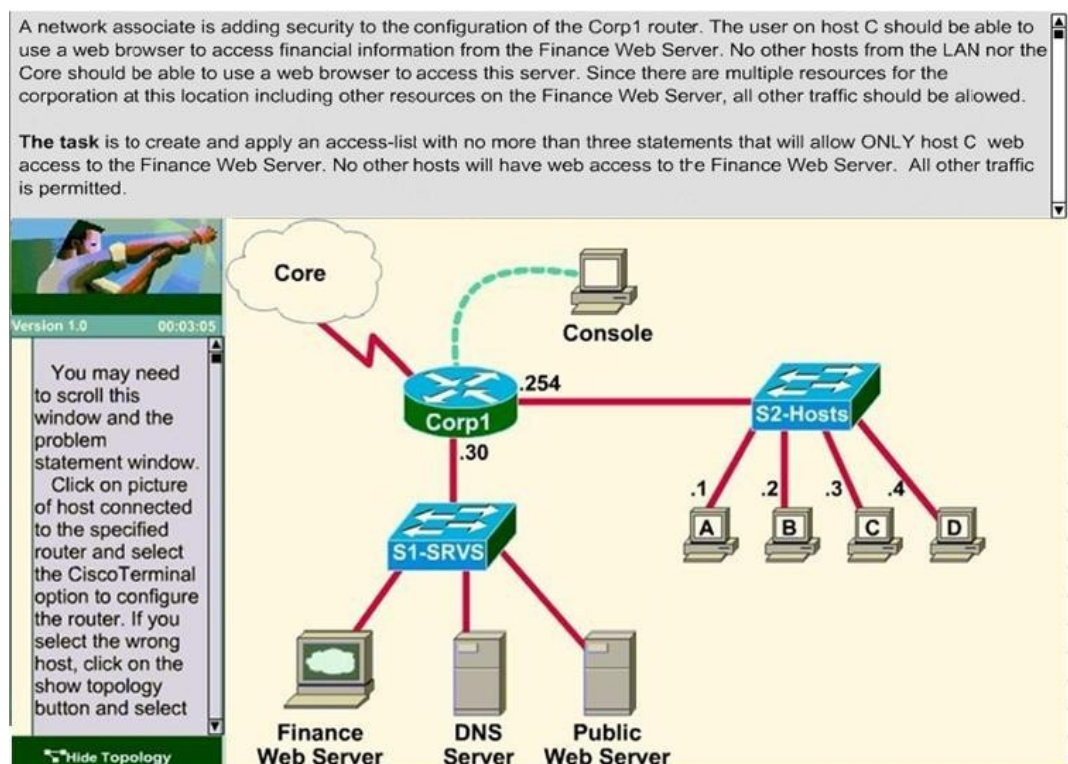 A network associate is adding security to the configuration of the Corp1 router. The user on host C should be able to
use a web browser to access financial information from the Finance Web Server. No other hosts from the LAN nor the
Core should be able to use a web browser to access this server. Since there are multiple resources for the
corporation at this location including other resources on the Finance Web Server, all other traffic should be allowed.
The task is to create and apply an access-list with no more than three statements that will allow ONLY host C web
access to the Finance Web Server. No other hosts will have web access to the Finance Web Server. All other traffic
is permitted.
Version 1.0 00:03:05
You may need
to scroll this
window and the
problem
statement window.
Click on picture
of host connected
to the specified
router and select
the CiscoTerminal
option to configure
the router. If you
select the wrong
host, click on the
show topology
button and select
Hide Topology
Core
Console
.254
Corp1
S2-Hosts
.30
.1 .2 .3 .4
A B C D
S1-SRVS
Finance
Web Server
DNS
Server
Public
Web Server